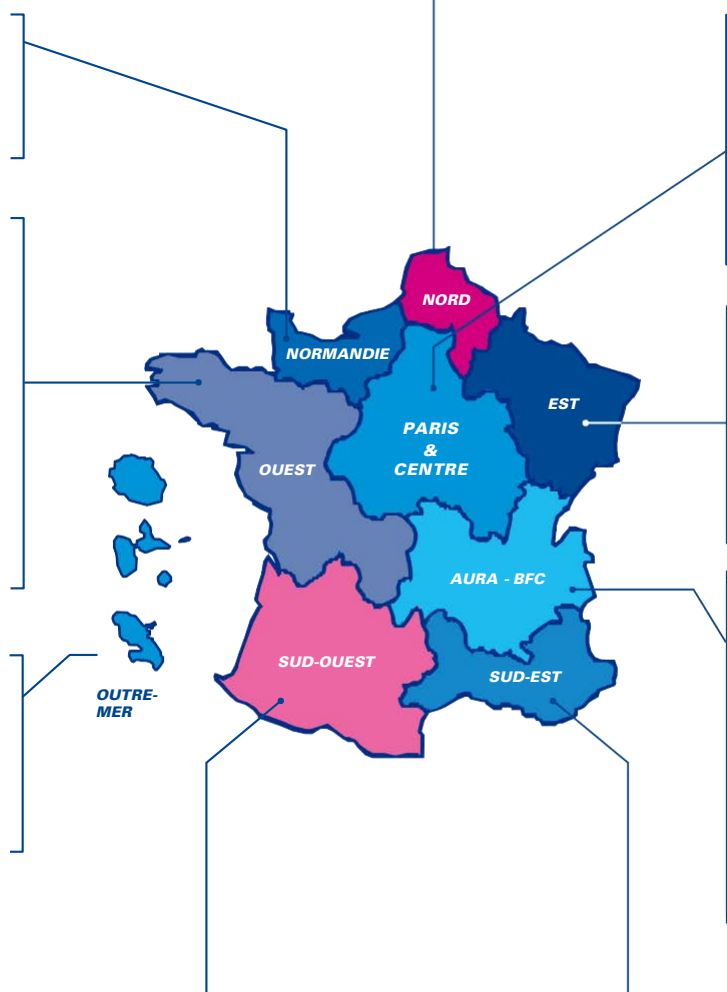 NORD
NORMANDIE
EST
PARIS
&
CENTRE
OUEST
AURA - BFC
SUD-OUEST
SUD-EST
OUTRE-
MER